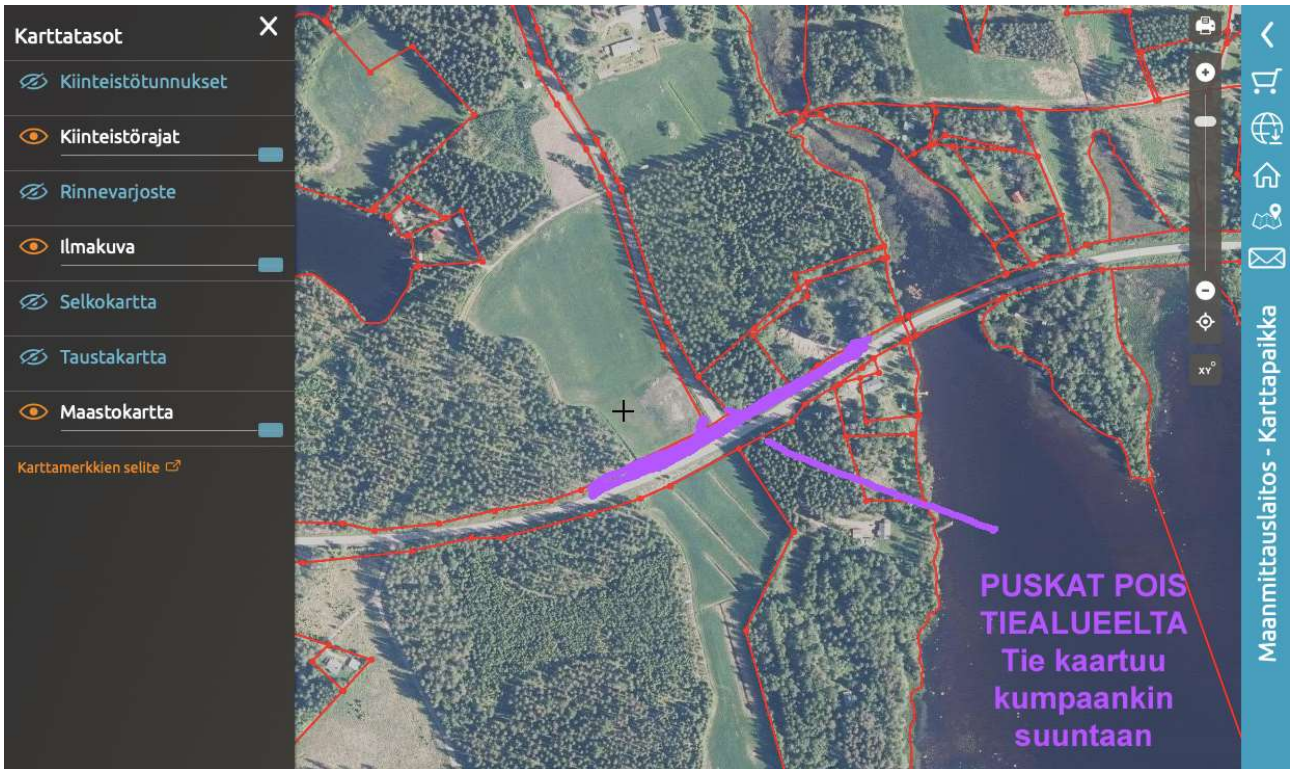 Karttatasot
Kiinteistötunnukset
Kiinteistörajat
Rinnevarjoste
Ilmakuva
Selkokartta
Taustakartta
Maastokartta
Karttamerkkien selite
XY
Maanmittauslaitos - Karttapaikka
PUSKAT POIS
TIEALUEELTA
Tie kaartuu
kumpaankin
suuntaan